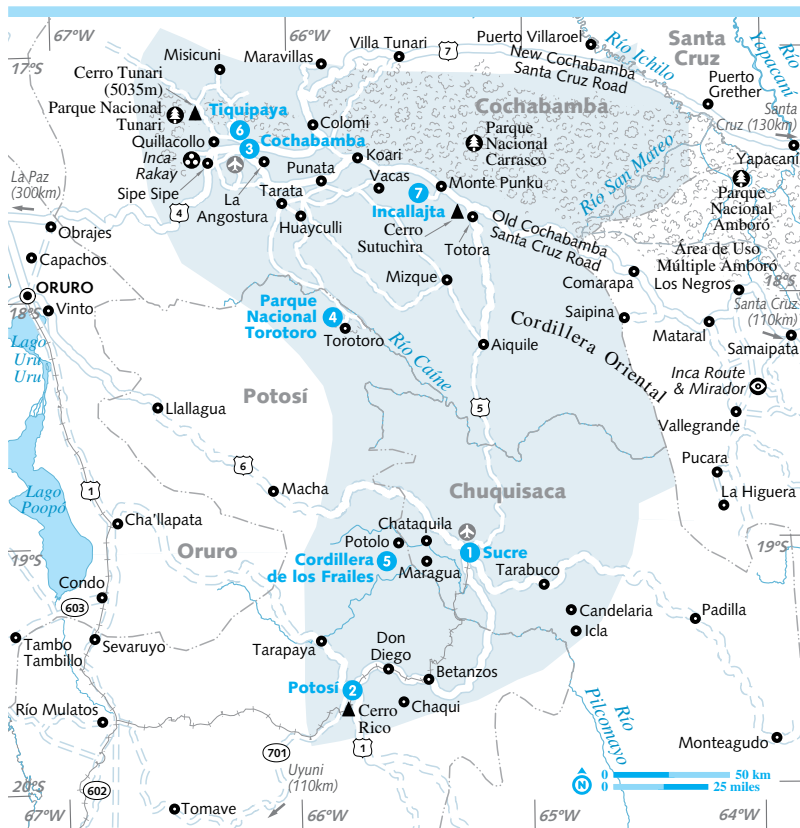 67°W
66°W
Misicuni
Maravillas
Villa Tunari
7
Puerto Villaroel
New Cochabamba
Santa Cruz Road
Río Ichilo
Santa
Cruz
Río
Yapacaní
17°S
Cerro Tunari
(5035m)
Parque Nacional
Tunari
Tiquipaya
6
Colomi
Cochabamba
Puerto
Grether
Santa
Cruz (130km)
Quillacollo
3
Cochabamba
Parque
Nacional
Carrasco
Inca-
Rakay
Koari
Yapacaní
La Paz
(300km)
Sipe Sipe
Punata
Vacas
7
Monte Punku
Río San Mateo
Parque
Nacional
Amboró
4
La
Angostura
Tarata
Incallajta
Huayculli
Cerro
Sutuchira
Totora
Old Cochabamba
Santa Cruz Road
Obrajes
Capachos
Área de Uso
Múltiple Amboró
ORURO
Mizque
Comarapa
Los Negros
18°S
18°S
Vinto
Parque
Nacional
Torotoro
4
Torotoro
Río Caíne
Saipina
Santa Cruz
(110km)
Mataral
Samaipata
Lago
Uru
Uru
Aiquile
Cordillera Oriental
Inca Route
& Mirador
Potosí
Llallagua
5
Vallegrande
6
Pucara
Macha
Chuquisaca
La Higuera
Lago
Poopó
1
Cha'llapata
Chataquila
Oruro
Potolo
1
Sucre
19°S
19°S
Cordillera
de los Frailes
5
Maragua
Tarabuco
Condo
603
Candelaria
Padilla
Icla
Tambo
Tambillo
Sevaruyo
Tarapaya
Don
Diego
Betanzos
Potosí
2
Río Mulatos
Cerro
Rico
Chaqui
Río
Pilcomayo
Monteagudo
701
1
Uyuni
(110km)
N
0
50 km
0
25 miles
20°S
602
Tomave
67°W
66°W
65°W
64°W